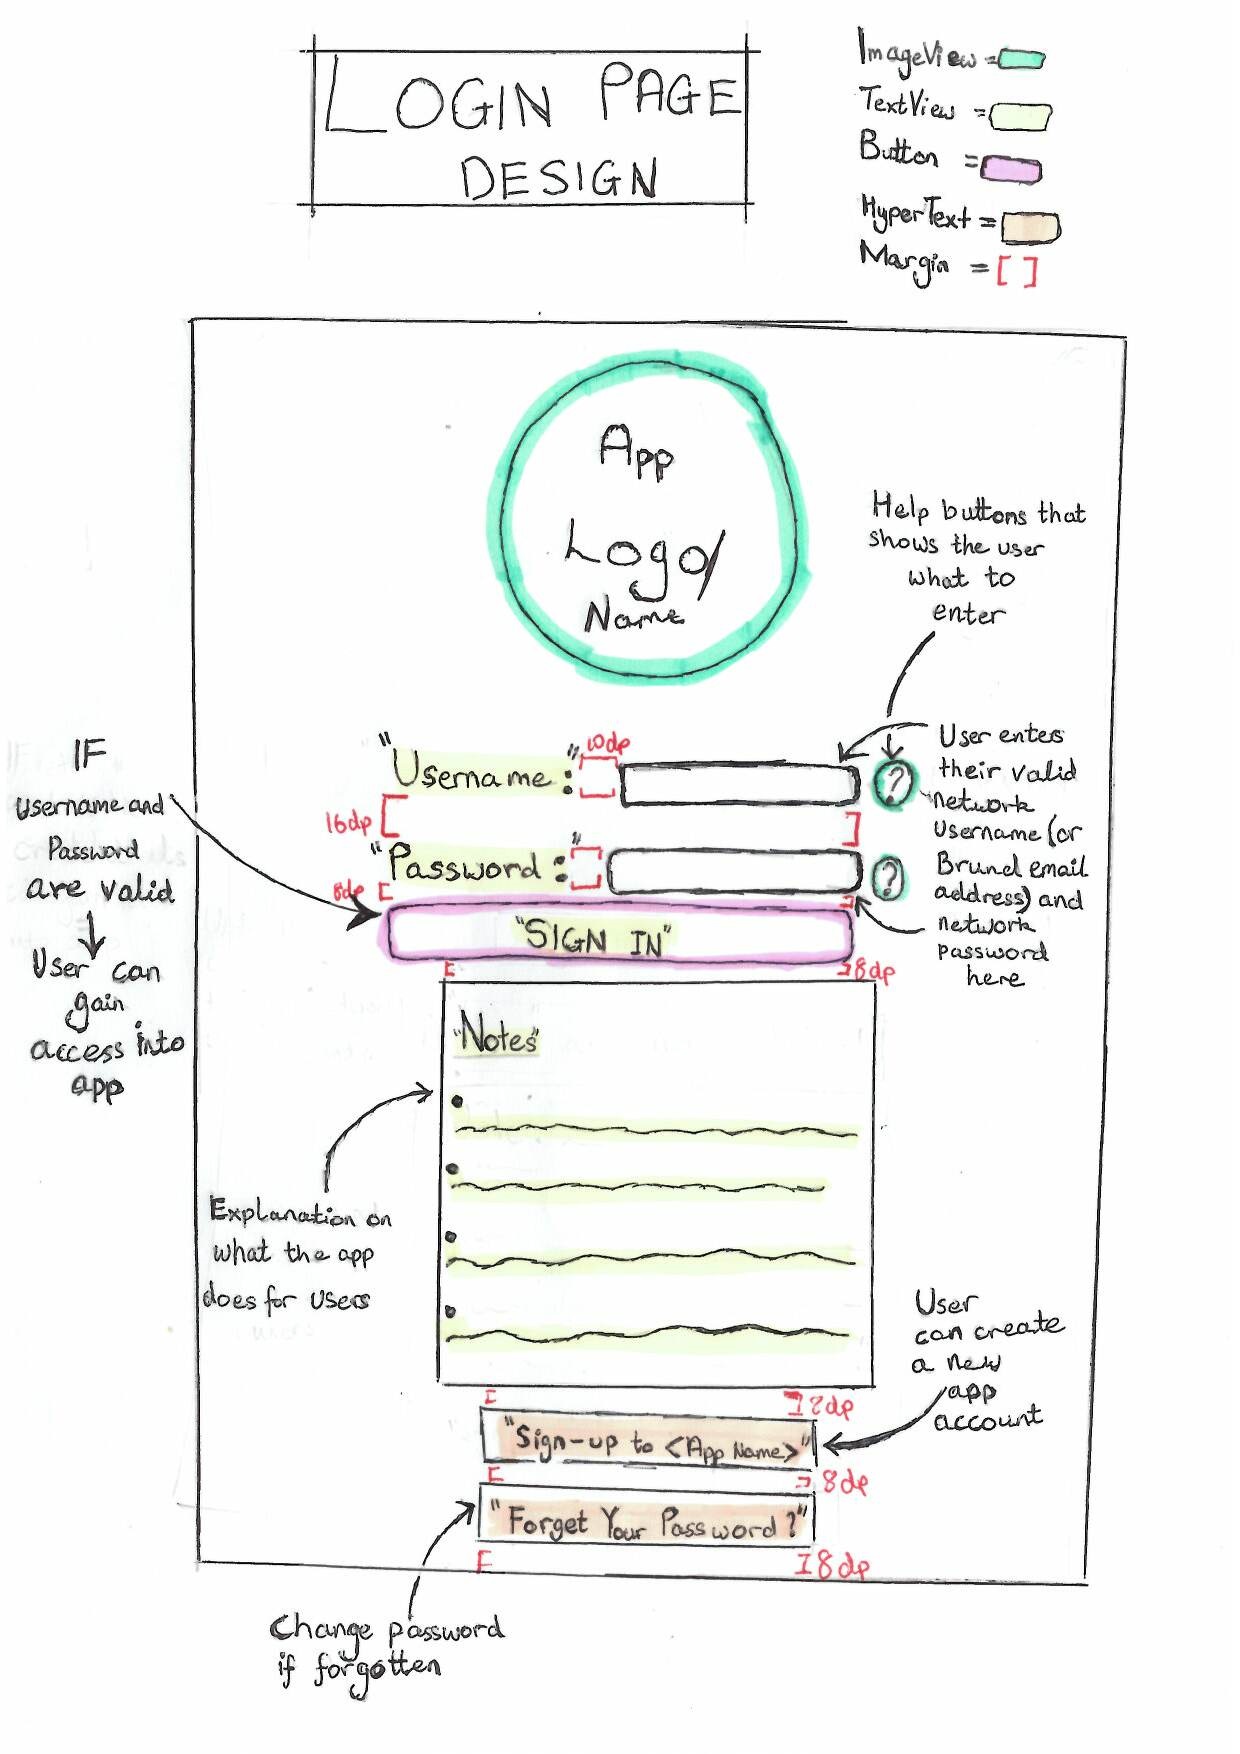 LOGIN PAGE
DESIGN
ImageView =
TextView =
Button =
HyperText =
Margin = [ ]
App
Logo/
Name
Help buttons that
shows the user
what to
enter
"Username:"
10dp
?
User enters
their valid
network
username (or
Brunel email
address) and
network
password
here
16dp
"Password:"
?
8dp
"SIGN IN"
8dp
IF
username and
Password
are valid
User can
gain
access into
app
"Notes"
Explanation on
what the app
does for users
User
can create
a new
app
account
8dp
"Sign-up to <App Name>"
8dp
"Forget Your Password?"
8dp
Change password
if forgotten